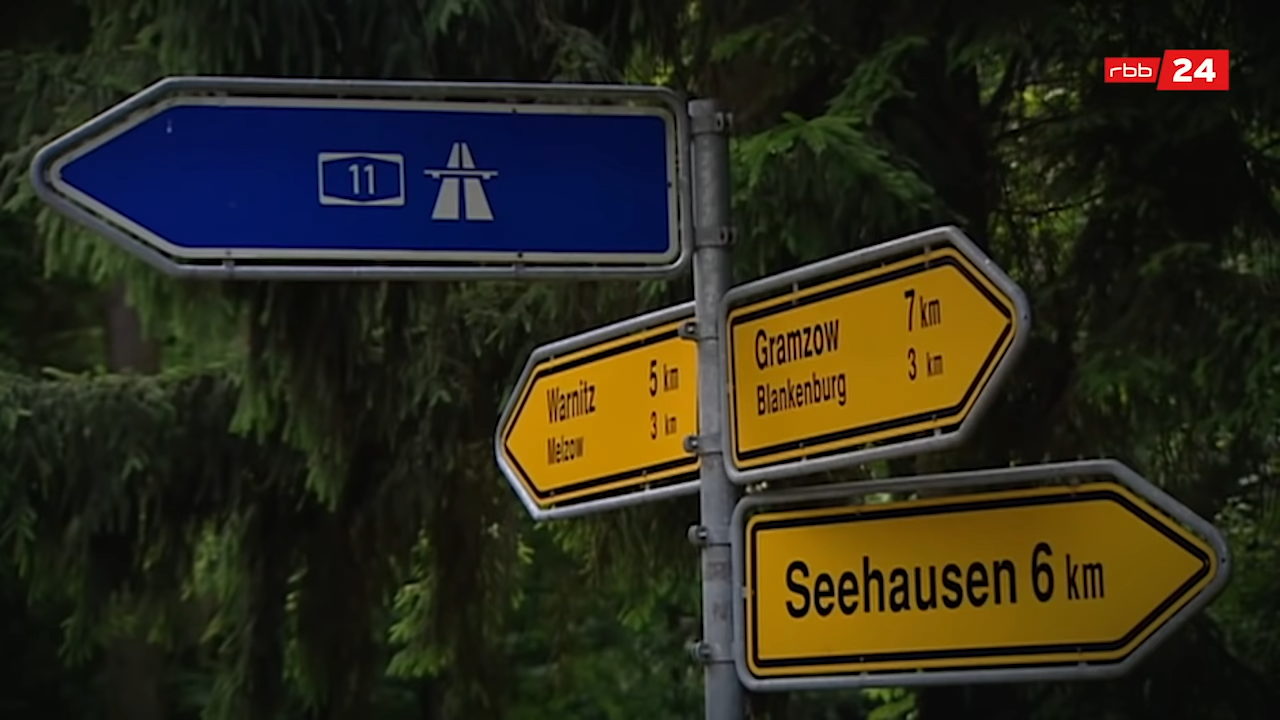 rbb 24
11
Warnitz 5 km
Melzow 3 km
Gramzow 7 km
Blankenburg 3 km
Seehausen 6 km